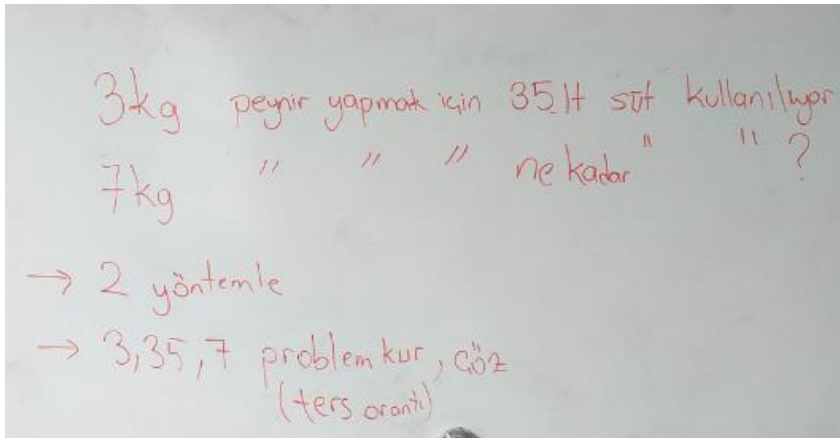 3kg peynir yapmak için 35 lt süt kullanılıyor
7kg " " " ne kadar " " ?
→ 2 yöntemle
→ 3,35,7 problem kur, çöz
(ters orantı)